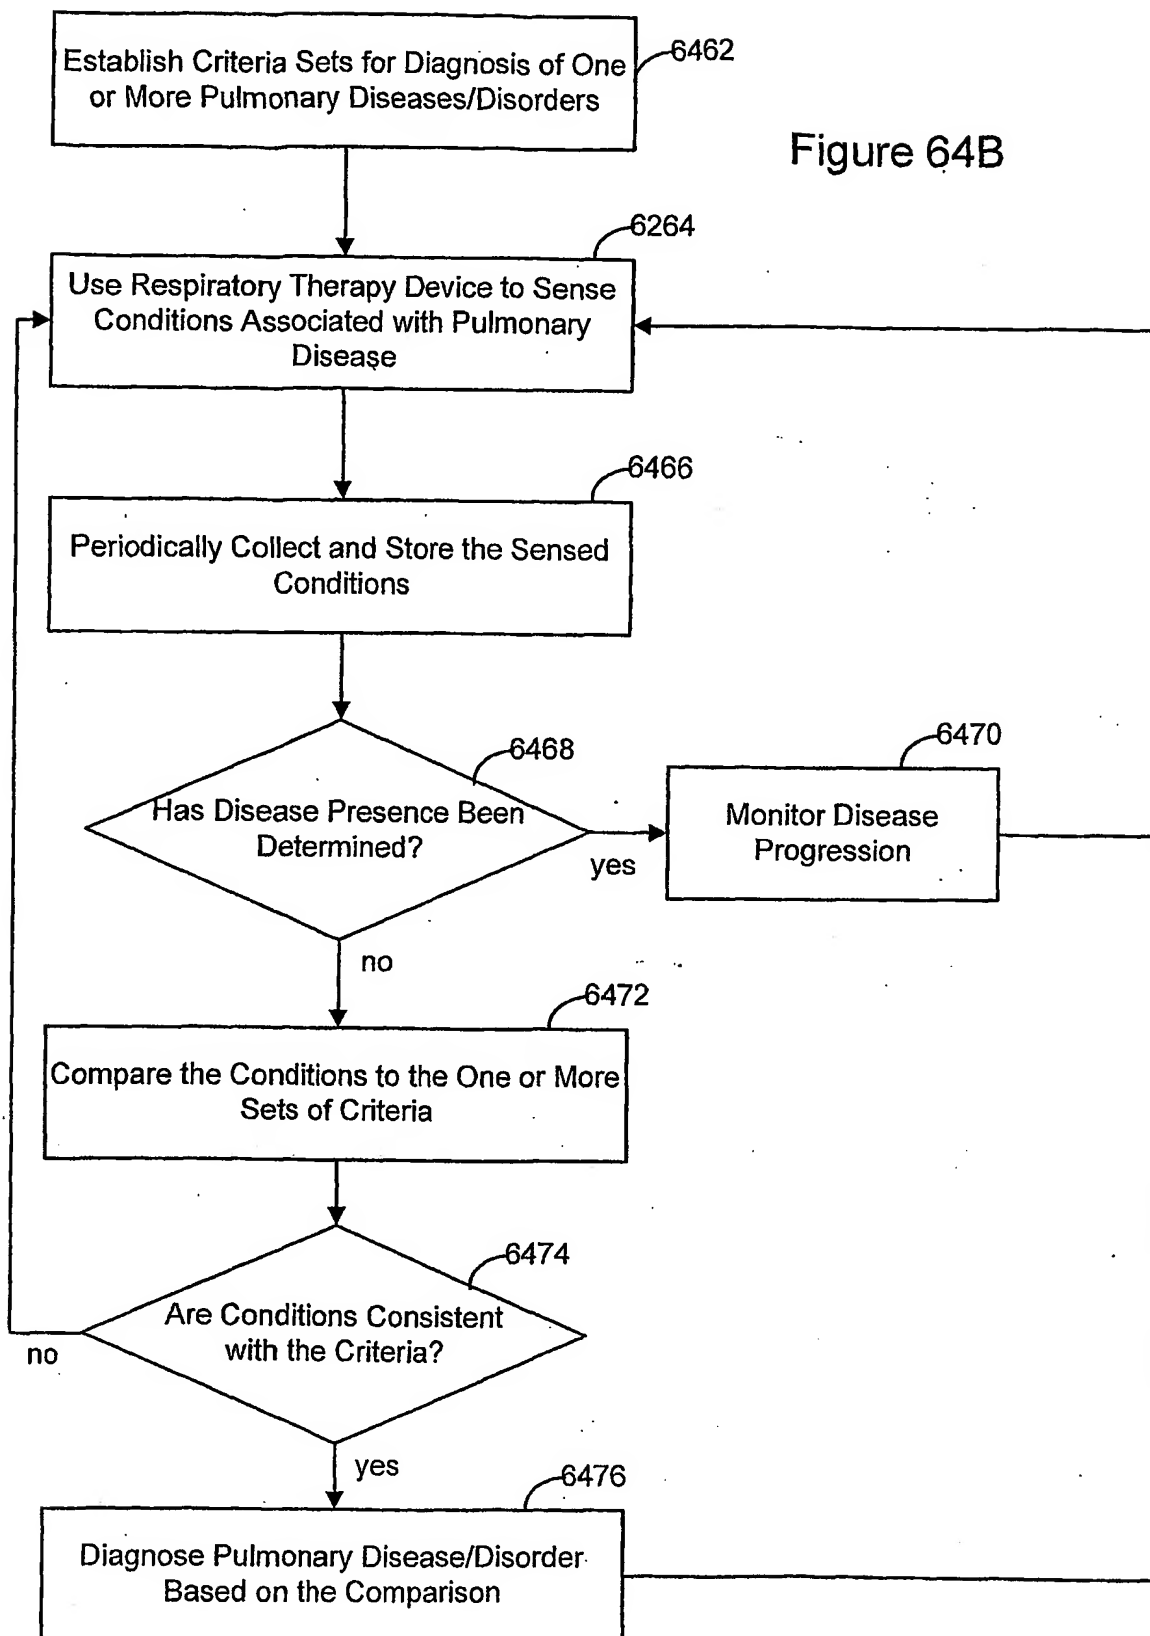 Establish Criteria Sets for Diagnosis of One
or More Pulmonary Diseases/Disorders
6462
Figure 64B
6264
Use Respiratory Therapy Device to Sense
Conditions Associated with Pulmonary
Disease
6466
Periodically Collect and Store the Sensed
Conditions
6468
Has Disease Presence Been
Determined?
yes
6470
Monitor Disease
Progression
no
6472
Compare the Conditions to the One or More
Sets of Criteria
6474
Are Conditions Consistent
with the Criteria?
no
yes
6476
Diagnose Pulmonary Disease/Disorder
Based on the Comparison